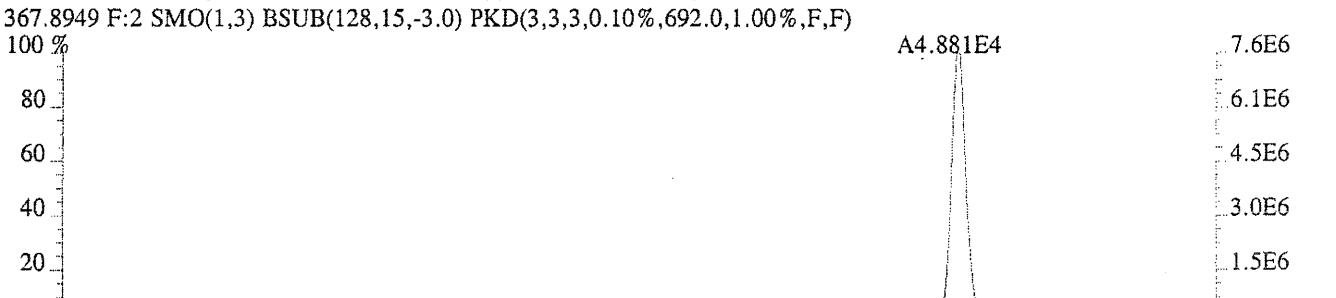 367.8949 F:2 SMO(1,3) BSUB(128,15,-3.0) PKD(3,3,3,0.10%,692.0,1.00%,F,F)
100 % A4.881E4 7.6E6
80 6.1E6
60 4.5E6
40 3.0E6
20 1.5E6